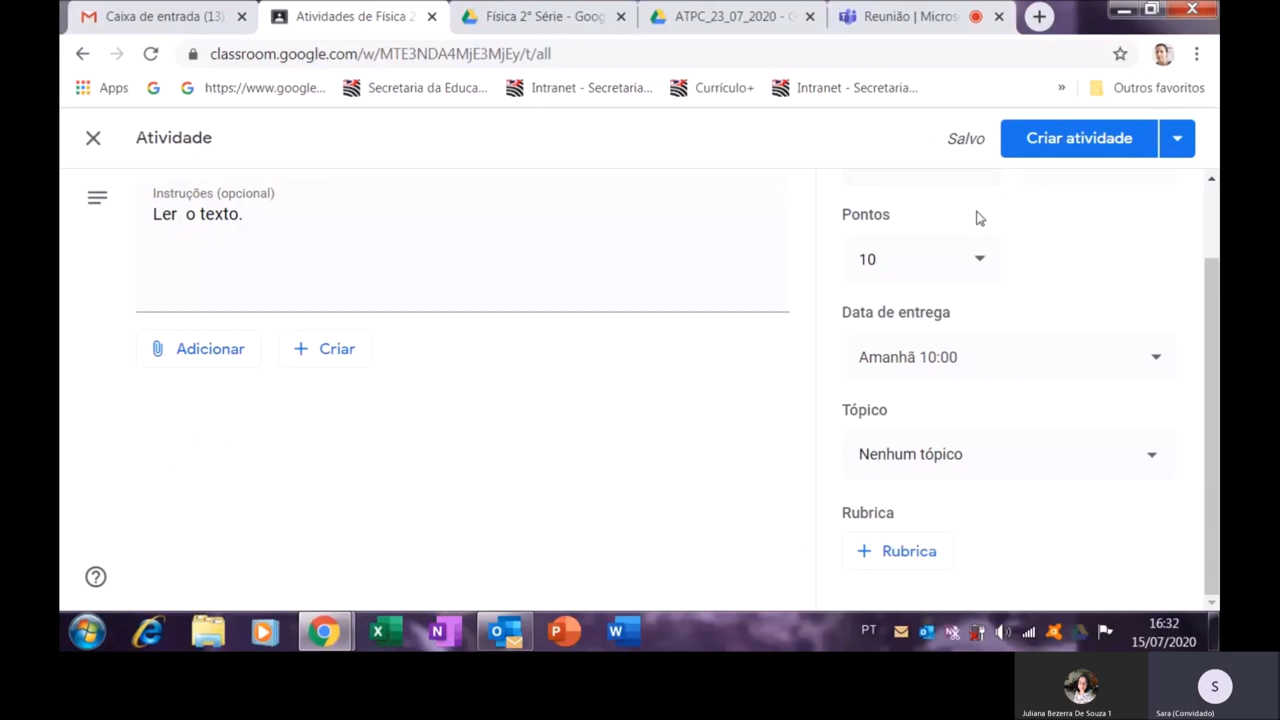 Caixa de entrada (13)
Atividades de Física 2
Física 2° Série - Goog
ATPC_23_07_2020 - G
Reunião | Micros
classroom.google.com/w/MTE3NDA4MjE3MjEy/t/all
Apps
https://www.google...
Secretaria da Educa...
Intranet - Secretaria...
Currículo+
Intranet - Secretaria...
»
Outros favoritos
Atividade
Salvo
Criar atividade
Instruções (opcional)
Ler o texto.
Adicionar
Criar
Pontos
10
Data de entrega
Amanhã 10:00
Tópico
Nenhum tópico
Rubrica
Rubrica
PT
16:32
15/07/2020
S
Juliana Bezerra De Souza 1
Sara (Convidado)